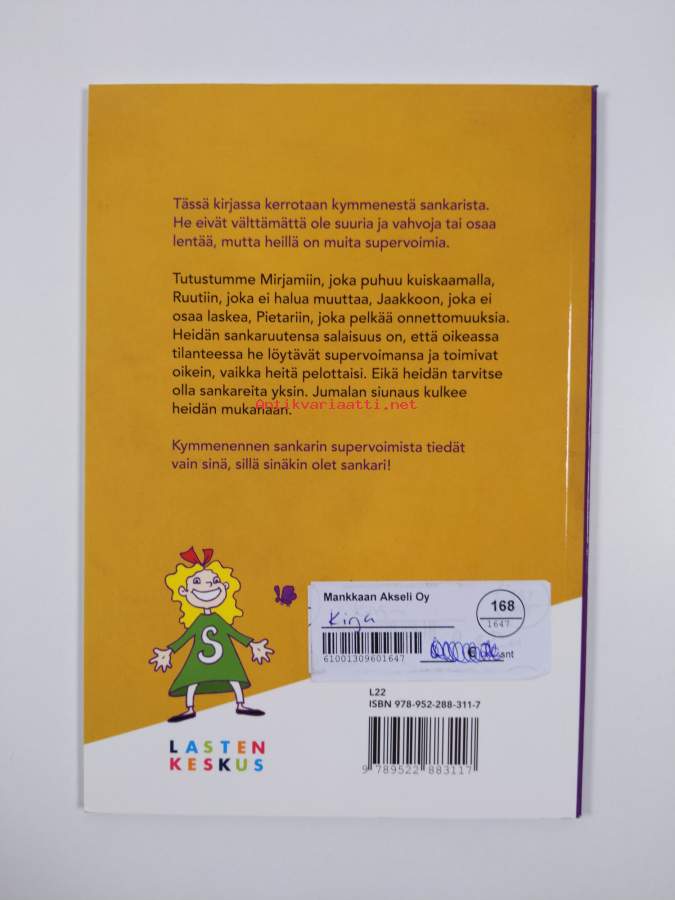 Tässä kirjassa kerrotaan kymmenestä sankarista.
He eivät välttämättä ole suuria ja vahvoja tai osaa
lentää, mutta heillä on muita supervoimia.
Tutustumme Mirjamiin, joka puhuu kuiskaamalla,
Ruutiin, joka ei halua muuttaa, Jaakkoon, joka ei
osaa laskea, Pietariin, joka pelkää onnettomuuksia.
Heidän sankaruutensa salaisuus on, että oikeassa
tilanteessa he löytävät supervoimansa ja toimivat
oikein, vaikka heitä pelottaisi. Eikä heidän tarvitse
olla sankareita yksin. Jumalan siunaus kulkee
heidän mukanaan.
Antikvariaatti.net
Kymmenennen sankarin supervoimista tiedät
vain sinä, sillä sinäkin olet sankari!
S
Mankkaan Akseli Oy
Kirja
168
1647
61001309601647
€
ant
L22
ISBN 978-952-288-311-7
9 789522 883117
LASTEN
KESKUS